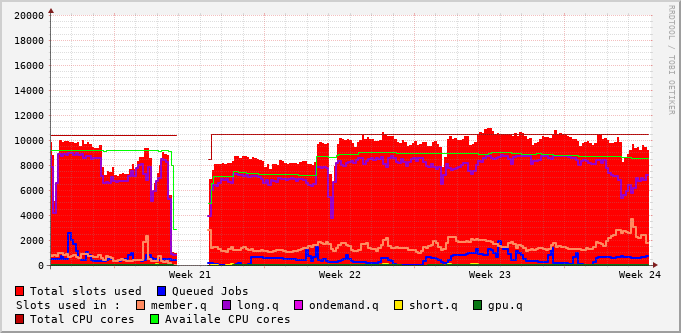 20000
18000
16000
14000
12000
10000
8000
6000
4000
2000
0
Week 21 Week 22 Week 23 Week 24
RRDTOOL / TOBI OETIKER
Total slots used Queued Jobs
Slots used in : member.q long.q ondemand.q short.q gpu.q
Total CPU cores Availale CPU cores